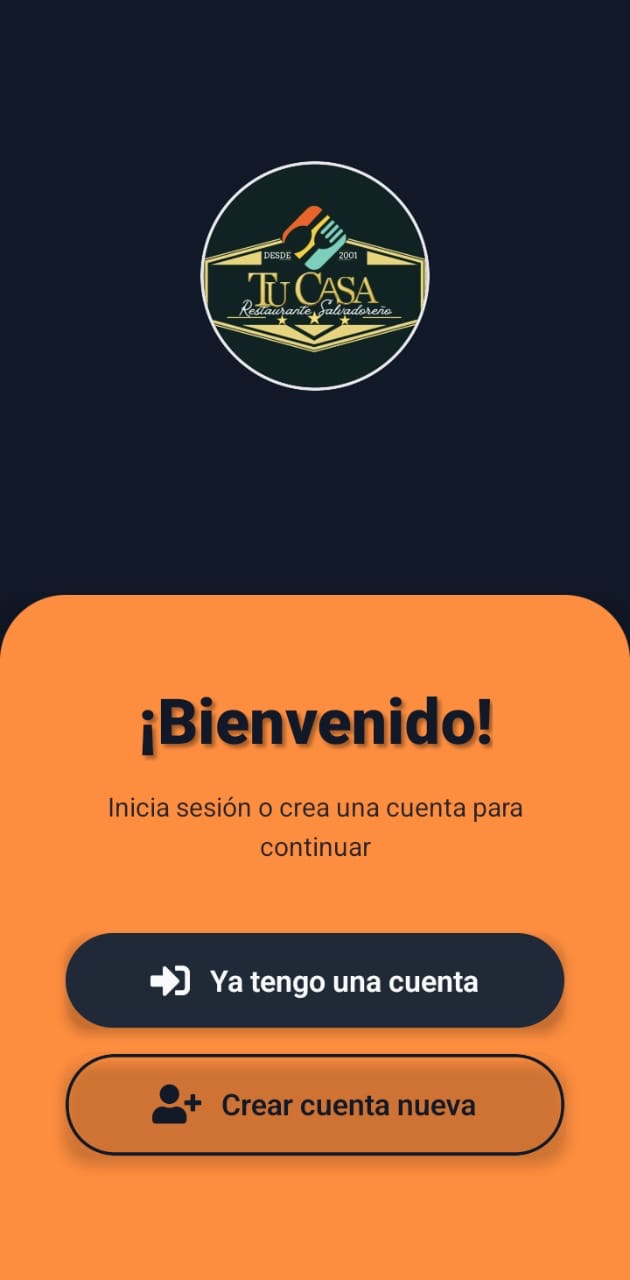 DESDE 2001
TU CASA
Restaurante Salvadoreño
¡Bienvenido!
Inicia sesión o crea una cuenta para
continuar
Ya tengo una cuenta
Crear cuenta nueva